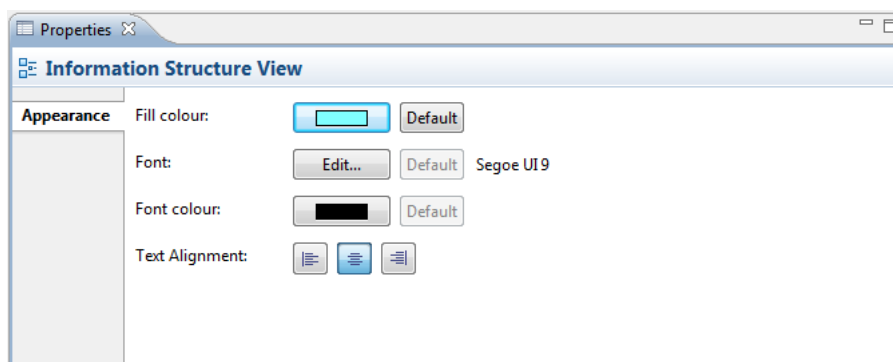 Properties
Information Structure View
Appearance
Fill colour: Default
Font: Edit... Default Segoe UI 9
Font colour: Default
Text Alignment: